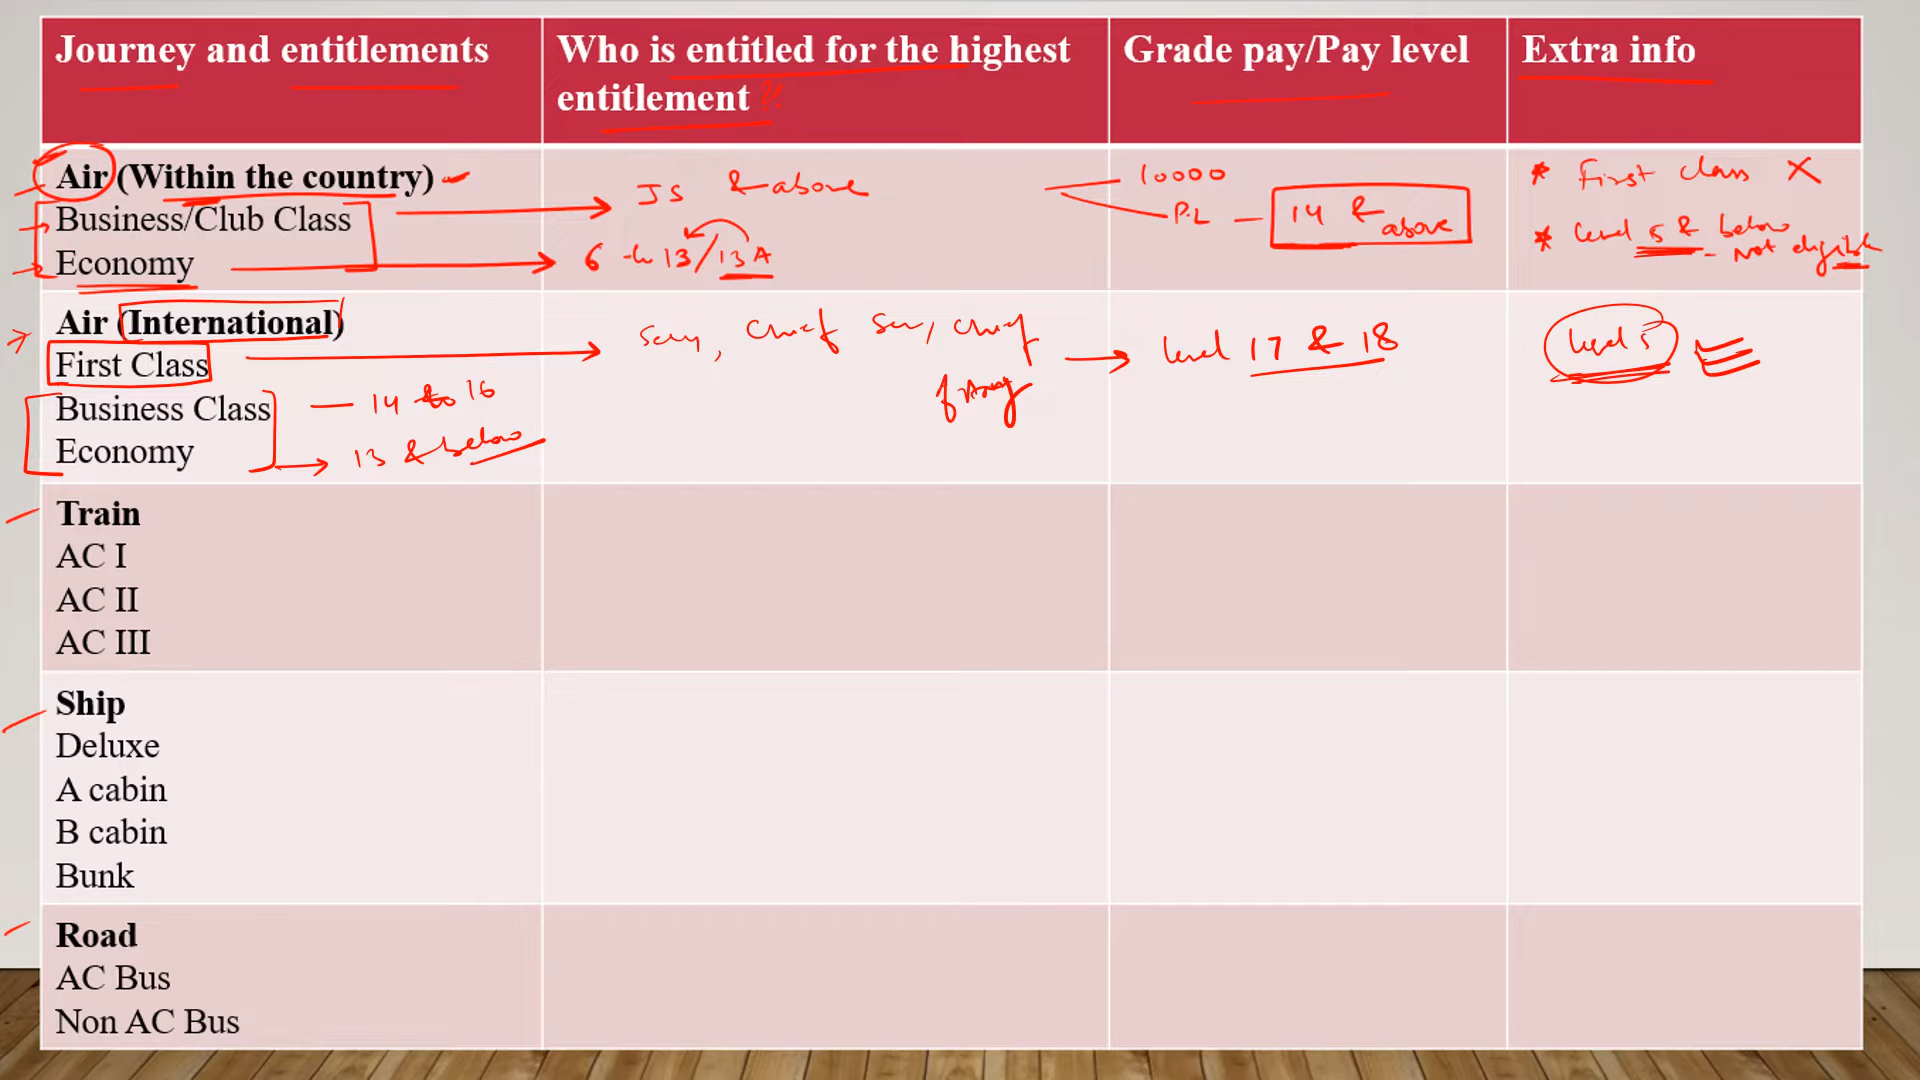 Journey and entitlements
Who is entitled for the highest entitlement ?
Grade pay/Pay level
Extra info
Air (Within the country)
Business/Club Class
Economy
JS & above
6 to 13/13A
10000
P.L - 14 & above
* First class X
* level 5 & below - Not eligible
Air (International)
First Class
Business Class - 14 to 16
Economy 13 & below
Secy, Chief Sec, Chief of Army
level 17 & 18
level 5
Train
AC I
AC II
AC III
Ship
Deluxe
A cabin
B cabin
Bunk
Road
AC Bus
Non AC Bus